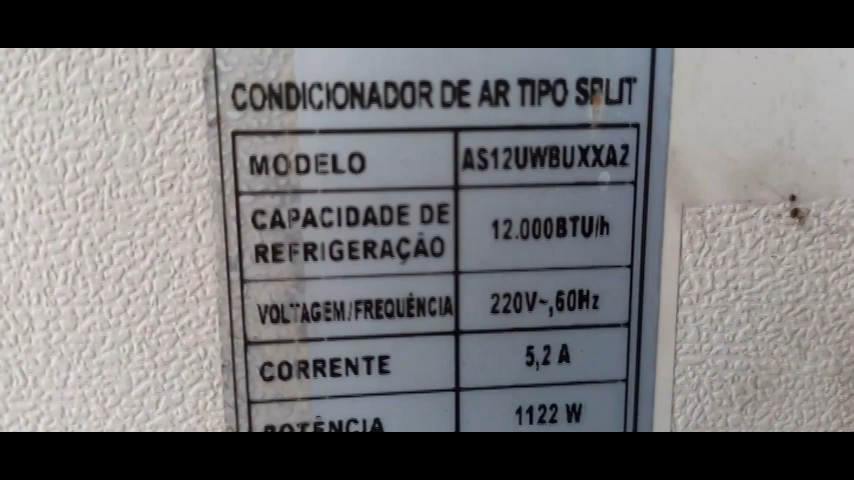 CONDICIONADOR DE AR TIPO SPLIT
MODELO AS12UWBUXXA2
CAPACIDADE DE
REFRIGERAÇÃO 12.000BTU/h
VOLTAGEM/FREQUÊNCIA 220V~,60Hz
CORRENTE 5,2 A
POTÊNCIA 1122 W